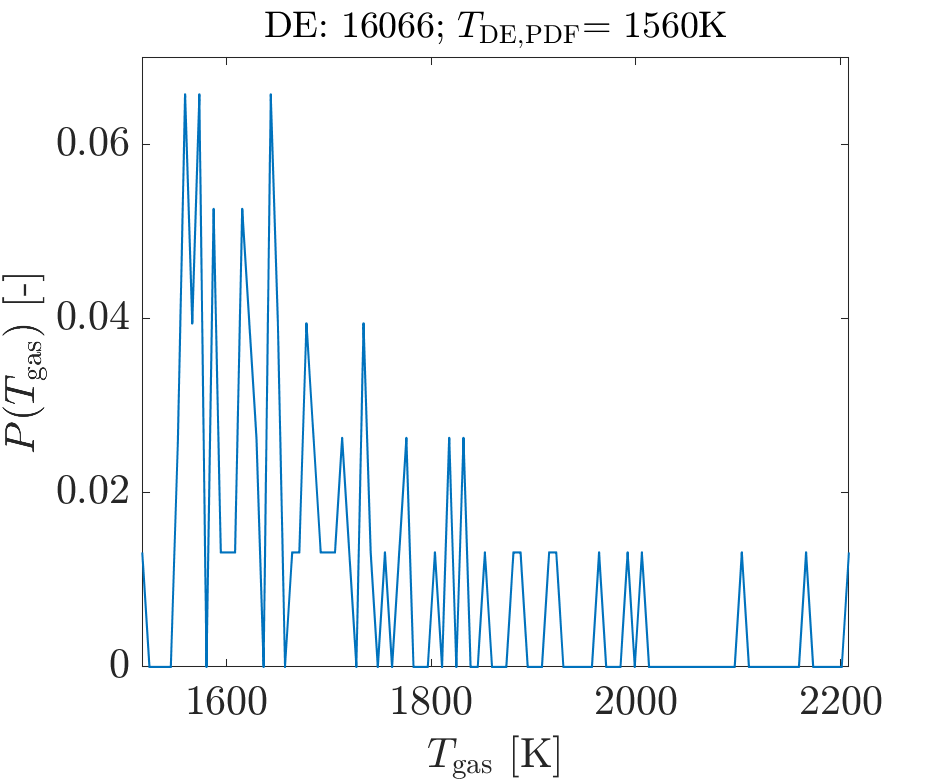 DE: 16066; T_DE,PDF= 1560K
P(T_gas) [-]
0.06
0.04
0.02
0
1600 1800 2000 2200
T_gas [K]